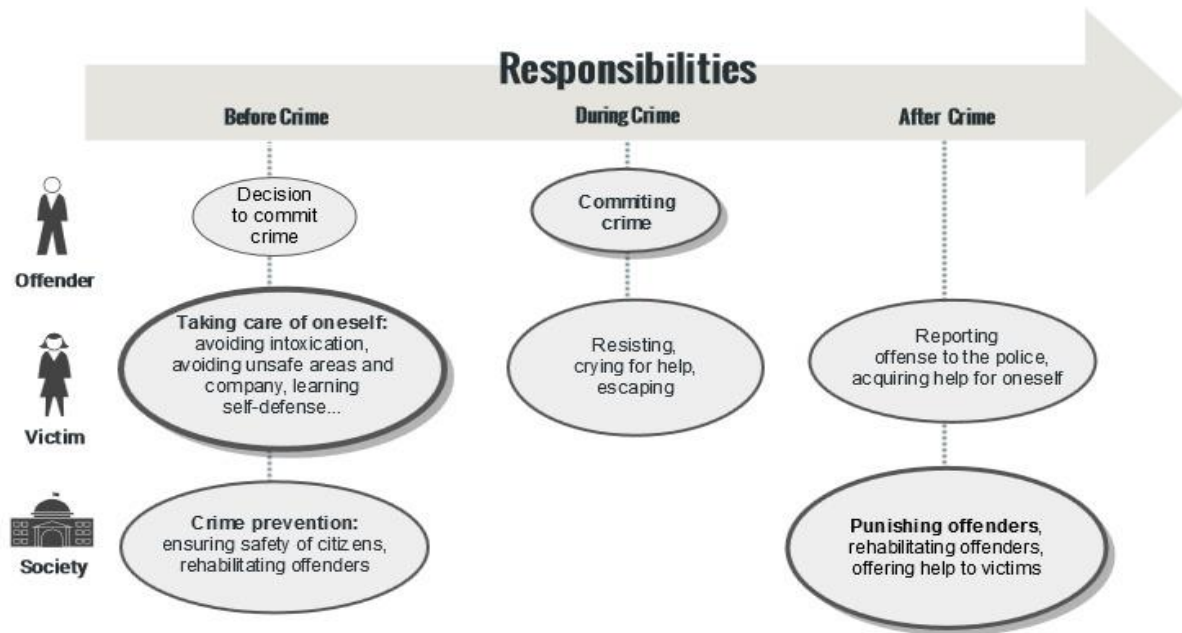 Responsibilities
Before Crime
During Crime
After Crime
Offender
Decision
to commit
crime
Commiting
crime
Victim
Taking care of oneself:
avoiding intoxication,
avoiding unsafe areas and
company, learning
self-defense...
Resisting,
crying for help,
escaping
Reporting
offense to the police,
acquiring help for oneself
Society
Crime prevention:
ensuring safety of citizens,
rehabilitating offenders
Punishing offenders,
rehabilitating offenders,
offering help to victims